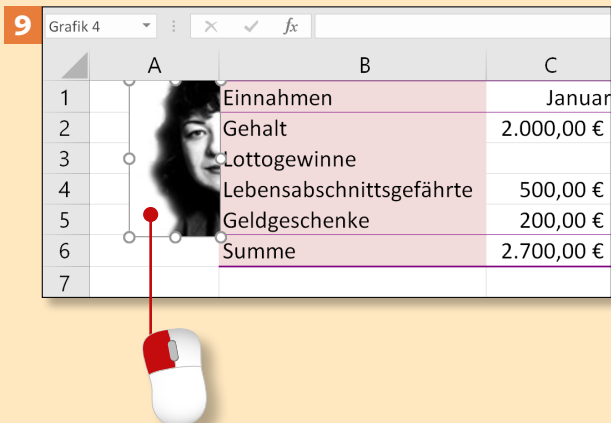 9
Grafik 4 fx
A B C
1 Einnahmen Januar
2 Gehalt 2.000,00 €
3 Lottogewinne
4 Lebensabschnittsgefährte 500,00 €
5 Geldgeschenke 200,00 €
6 Summe 2.700,00 €
7